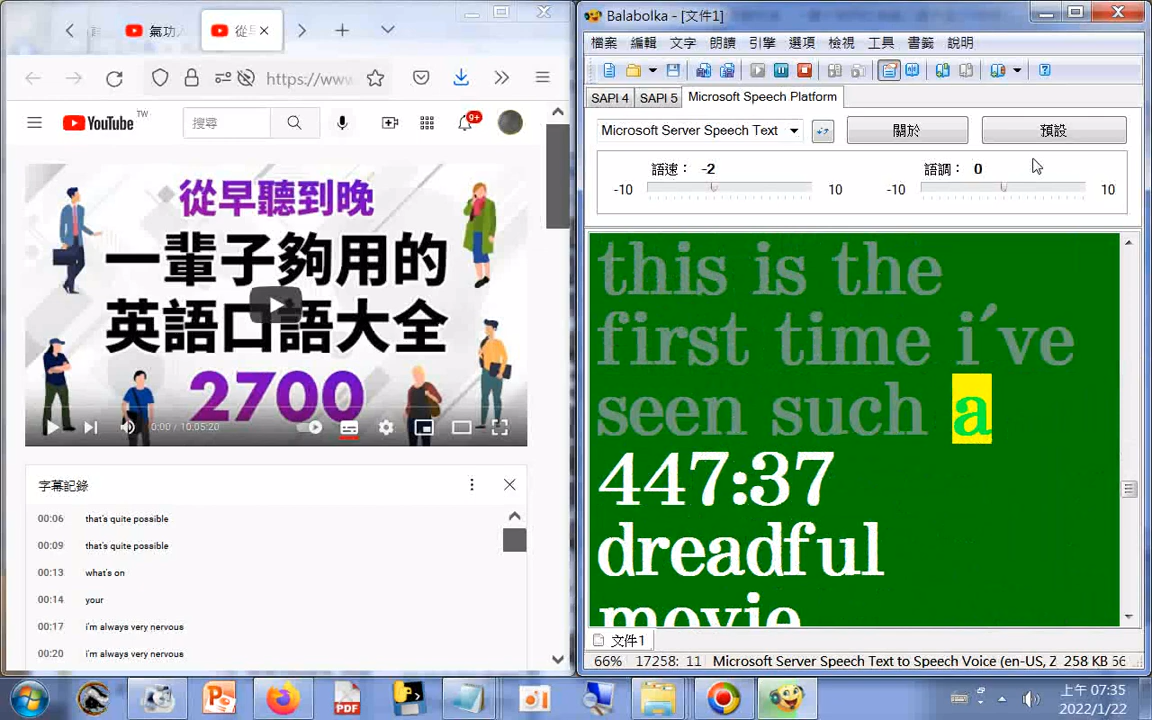 氣功
從
https://www
YouTube TW
搜尋
9+
從早聽到晚
一輩子夠用的
英語口語大全
2700
0:00 / 10:05:20
字幕記錄
00:06 that's quite possible
00:09 that's quite possible
00:13 what's on
00:14 your
00:17 i'm always very nervous
00:20 i'm always very nervous
Balabolka - [文件1]
檔案 編輯 文字 朗讀 引擎 選項 檢視 工具 書籤 說明
SAPI 4 SAPI 5 Microsoft Speech Platform
Microsoft Server Speech Text 關於 預設
語速： -2 語調： 0
-10 10 -10 10
this is the
first time i've
seen such a
447:37
dreadful
movie
文件1
66% 17258: 11 Microsoft Server Speech Text to Speech Voice (en-US, Z 258 KB 56
PDF
上午 07:35
2022/1/22